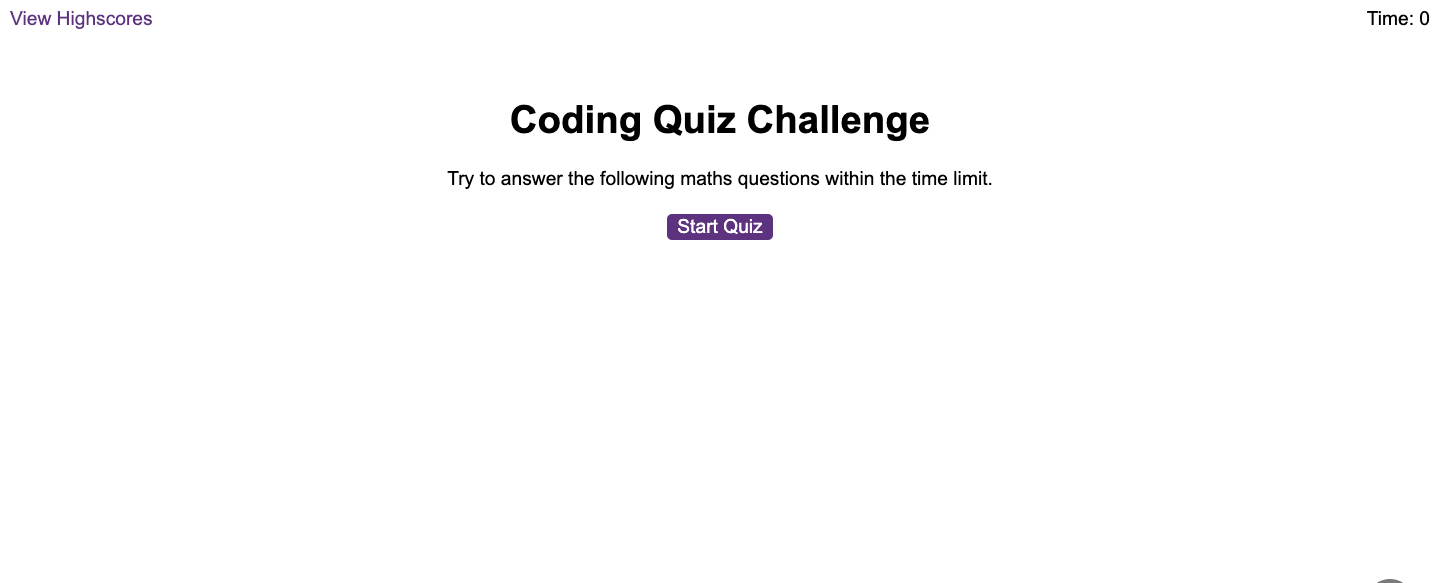 View Highscores
Time: 0
Coding Quiz Challenge
Try to answer the following maths questions within the time limit.
Start Quiz